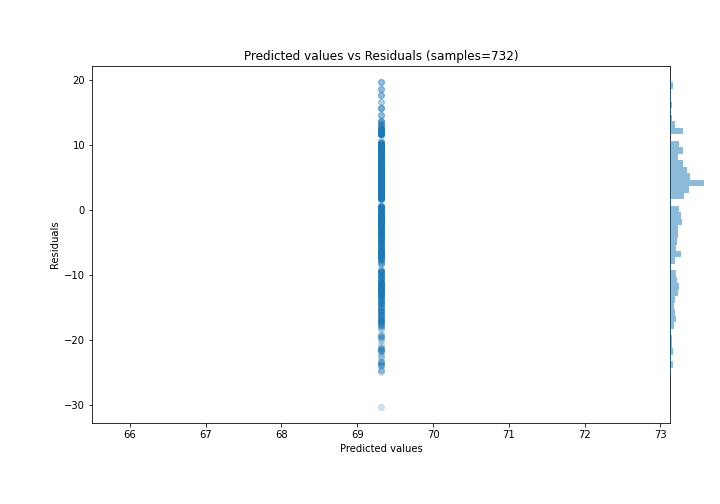 Predicted values vs Residuals (samples=732)
20
10
0
−10
−20
−30
Residuals
66 67 68 69 70 71 72 73
Predicted values